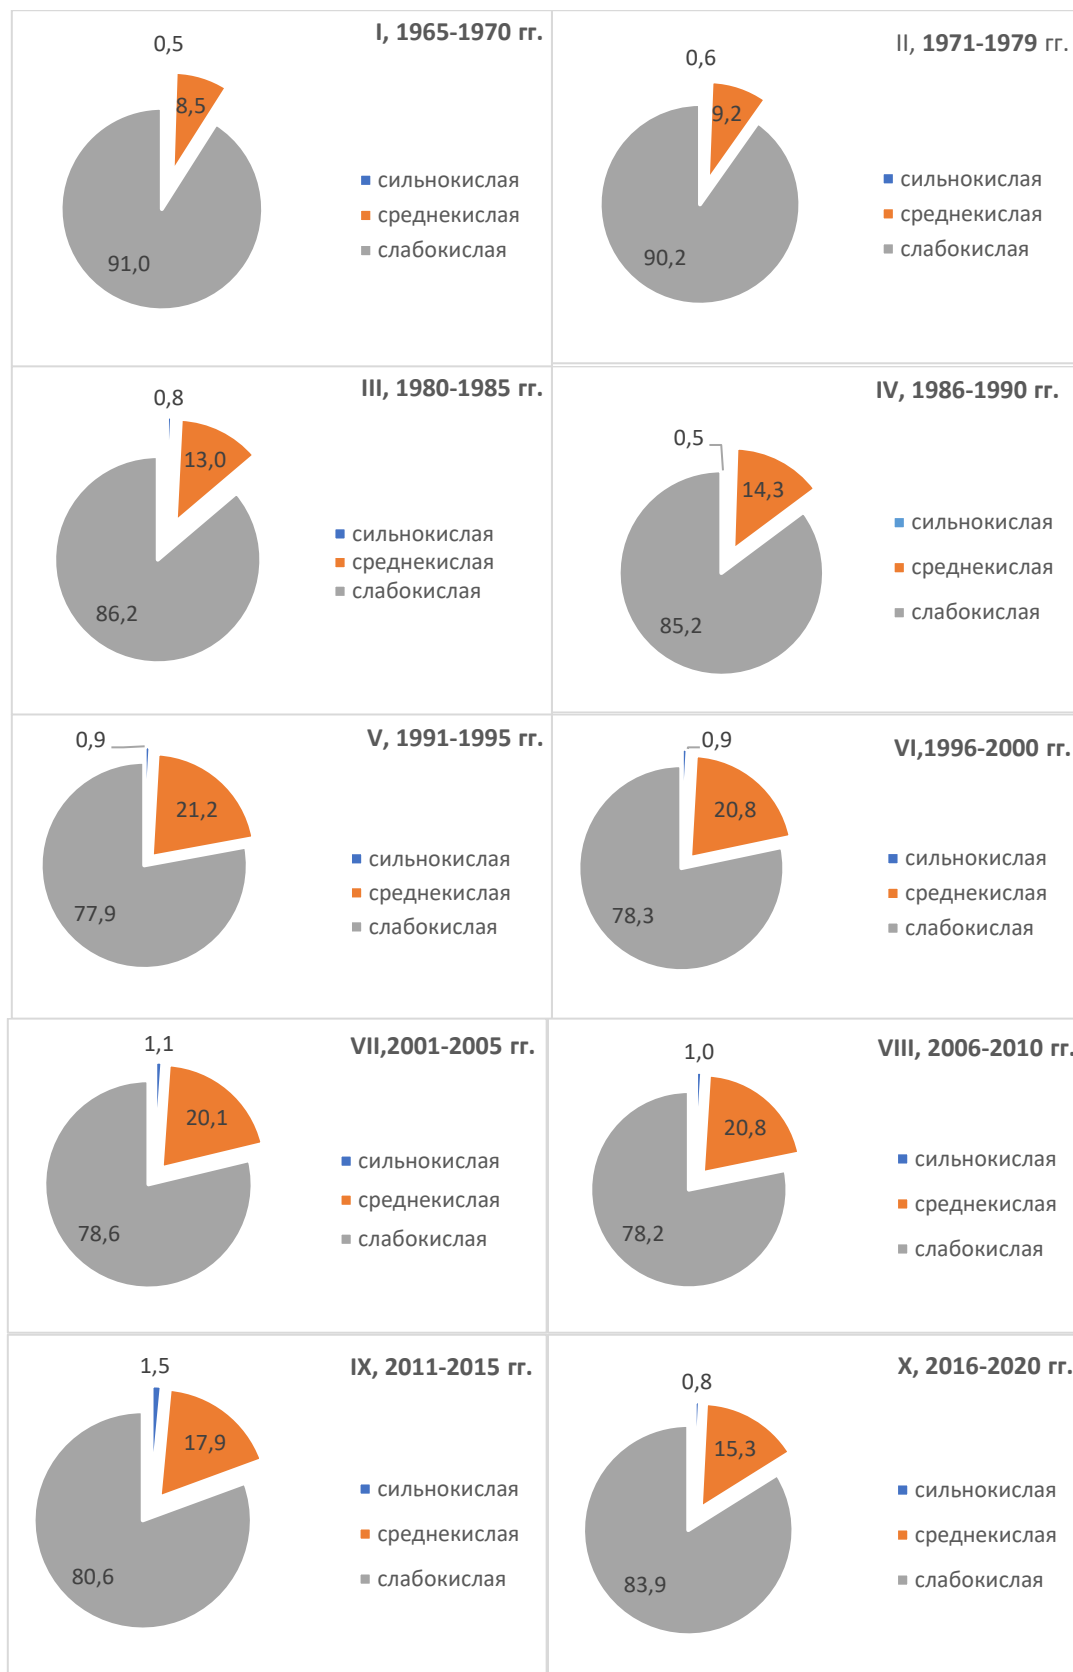 I, 1965-1970 гг.
0,5
8,5
91,0
сильнокислая
среднекислая
слабокислая
II, 1971-1979 гг.
0,6
9,2
90,2
сильнокислая
среднекислая
слабокислая
III, 1980-1985 гг.
0,8
13,0
86,2
сильнокислая
среднекислая
слабокислая
IV, 1986-1990 гг.
0,5
14,3
85,2
сильнокислая
среднекислая
слабокислая
V, 1991-1995 гг.
0,9
21,2
77,9
сильнокислая
среднекислая
слабокислая
VI,1996-2000 гг.
0,9
20,8
78,3
сильнокислая
среднекислая
слабокислая
VII,2001-2005 гг.
1,1
20,1
78,6
сильнокислая
среднекислая
слабокислая
VIII, 2006-2010 гг.
1,0
20,8
78,2
сильнокислая
среднекислая
слабокислая
IX, 2011-2015 гг.
1,5
17,9
80,6
сильнокислая
среднекислая
слабокислая
X, 2016-2020 гг.
0,8
15,3
83,9
сильнокислая
среднекислая
слабокислая